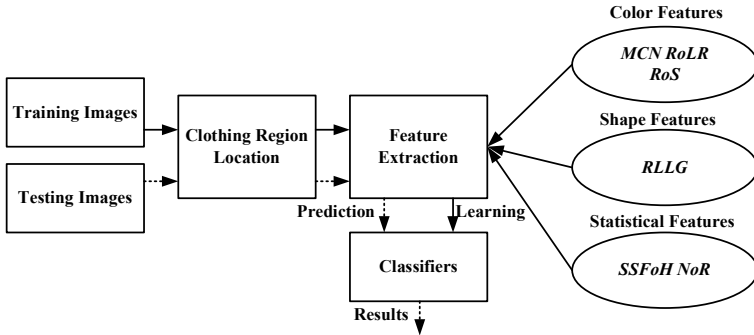 Color Features
MCN RoLR
RoS
Training Images
Clothing Region
Location
Feature
Extraction
Shape Features
RLLG
Testing Images
Prediction
Learning
Statistical Features
SSFoH NoR
Classifiers
Results